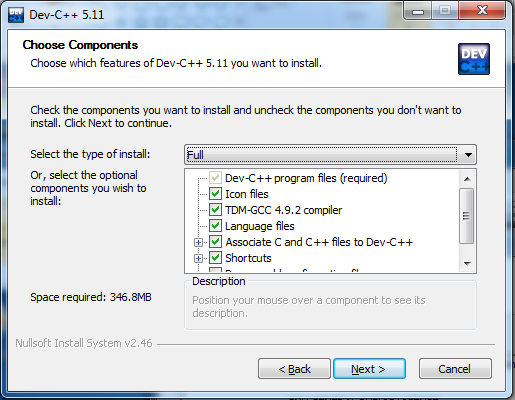 Dev-C++ 5.11
Choose Components
Choose which features of Dev-C++ 5.11 you want to install.
DEV
C++
Check the components you want to install and uncheck the components you don't want to
install. Click Next to continue.
Select the type of install:
Full
Or, select the optional
components you wish to
install:
Dev-C++ program files (required)
Icon files
TDM-GCC 4.9.2 compiler
Language files
Associate C and C++ files to Dev-C++
Shortcuts
Space required: 346.8MB
Description
Position your mouse over a component to see its
description.
Nullsoft Install System v2.46
< Back
Next >
Cancel